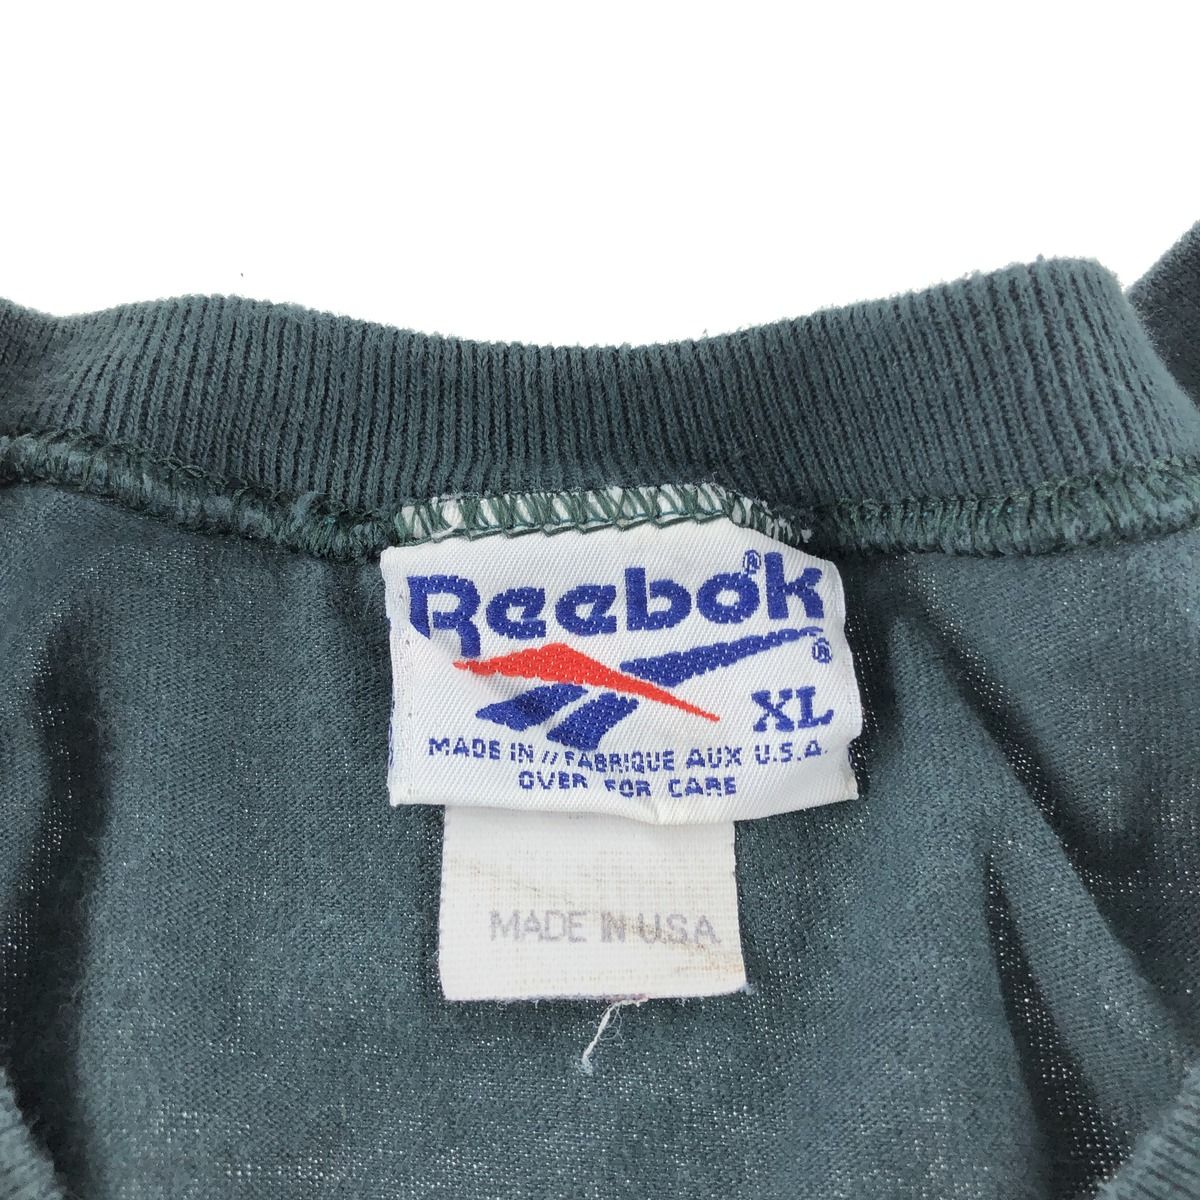 Reebok®
®
XL
MADE IN // FABRIQUE AUX U.S.A.
OVER FOR CARE
MADE IN U.S.A